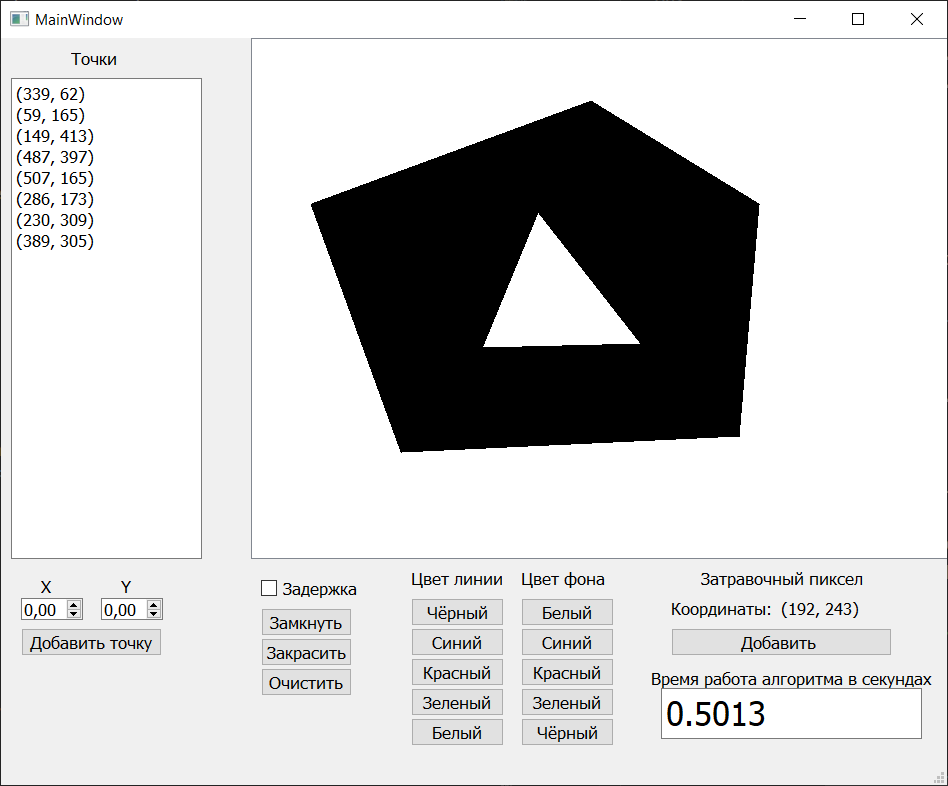 MainWindow
Точки
(339, 62)
(59, 165)
(149, 413)
(487, 397)
(507, 165)
(286, 173)
(230, 309)
(389, 305)
X Y
0,00 0,00
Добавить точку
Задержка
Замкнуть
Закрасить
Очистить
Цвет линии
Чёрный
Синий
Красный
Зеленый
Белый
Цвет фона
Белый
Синий
Красный
Зеленый
Чёрный
Затравочный пиксел
Координаты: (192, 243)
Добавить
Время работа алгоритма в секундах
0.5013